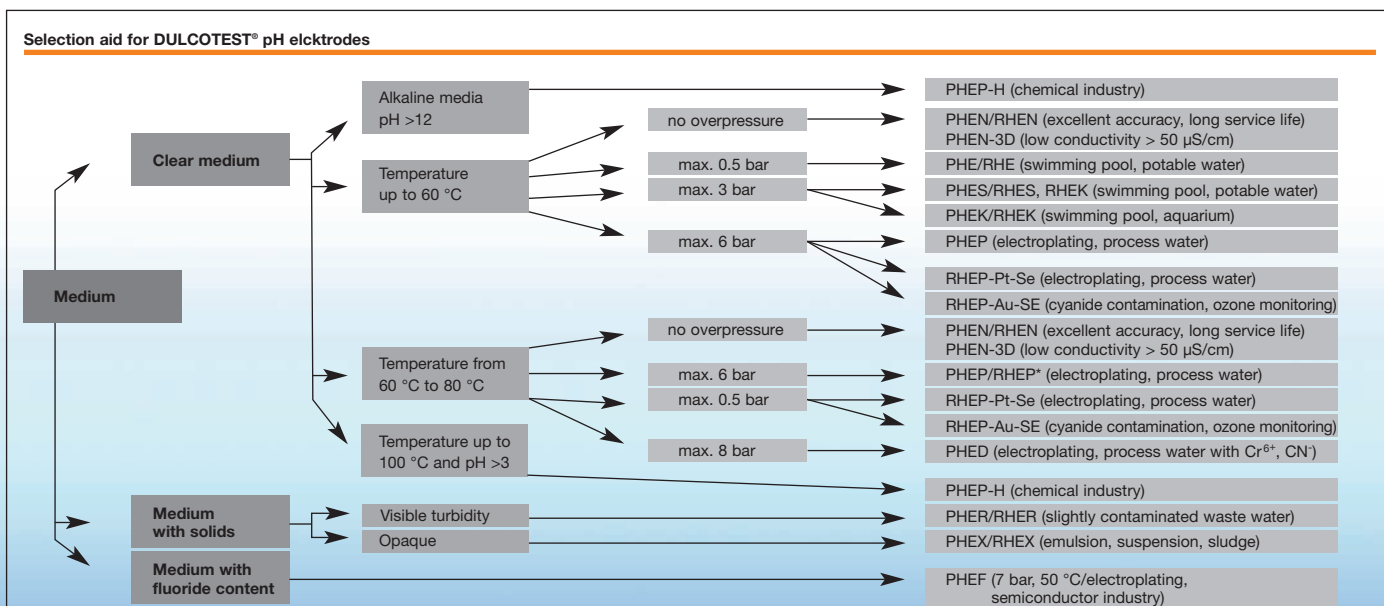 Selection aid for DULCOTEST® pH elcktrodes
Alkaline media
pH >12
PHEP-H (chemical industry)
Clear medium
no overpressure
PHEN/RHEN (excellent accuracy, long service life)
PHEN-3D (low conductivity > 50 µS/cm)
Temperature
up to 60 °C
max. 0.5 bar
PHE/RHE (swimming pool, potable water)
max. 3 bar
PHES/RHES, RHEK (swimming pool, potable water)
PHEK/RHEK (swimming pool, aquarium)
max. 6 bar
PHEP (electroplating, process water)
RHEP-Pt-Se (electroplating, process water)
RHEP-Au-SE (cyanide contamination, ozone monitoring)
Medium
Temperature from
60 °C to 80 °C
no overpressure
PHEN/RHEN (excellent accuracy, long service life)
PHEN-3D (low conductivity > 50 µS/cm)
max. 6 bar
PHEP/RHEP* (electroplating, process water)
max. 0.5 bar
RHEP-Pt-Se (electroplating, process water)
RHEP-Au-SE (cyanide contamination, ozone monitoring)
max. 8 bar
PHED (electroplating, process water with Cr⁶⁺, CN⁻)
Temperature up to
100 °C and pH >3
PHEP-H (chemical industry)
Medium
with solids
Visible turbidity
PHER/RHER (slightly contaminated waste water)
Opaque
PHEX/RHEX (emulsion, suspension, sludge)
Medium with
fluoride content
PHEF (7 bar, 50 °C/electroplating,
semiconductor industry)